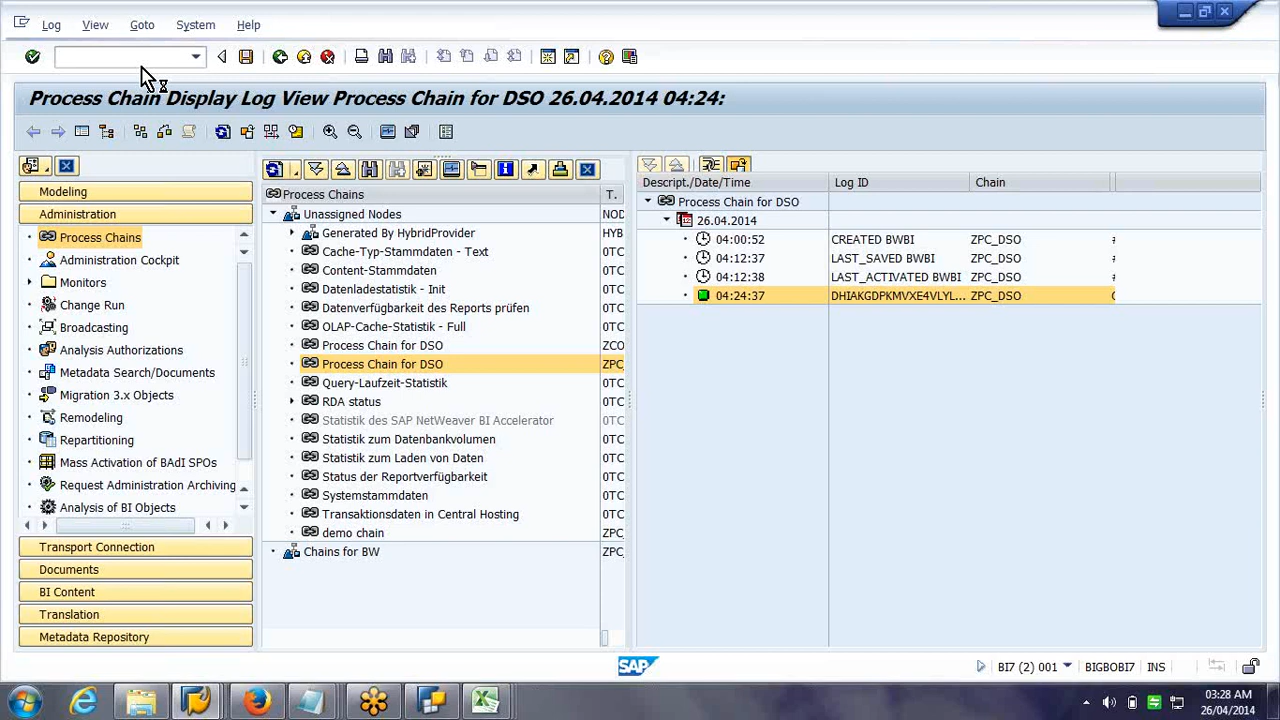 Log View Goto System Help
Process Chain Display Log View Process Chain for DSO 26.04.2014 04:24:
Modeling
Administration
Process Chains
Administration Cockpit
Monitors
Change Run
Broadcasting
Analysis Authorizations
Metadata Search/Documents
Migration 3.x Objects
Remodeling
Repartitioning
Mass Activation of BAdI SPOs
Request Administration Archiving
Analysis of BI Objects
Transport Connection
Documents
BI Content
Translation
Metadata Repository
Process Chains T.
Unassigned Nodes NOD
Generated By HybridProvider HYB
Cache-Typ-Stammdaten - Text 0TC
Content-Stammdaten 0TC
Datenladestatistik - Init 0TC
Datenverfügbarkeit des Reports prüfen 0TC
OLAP-Cache-Statistik - Full 0TC
Process Chain for DSO ZCO
Process Chain for DSO ZPC_
Query-Laufzeit-Statistik 0TC
RDA status 0TC
Statistik des SAP NetWeaver BI Accelerator 0TC
Statistik zum Datenbankvolumen 0TC
Statistik zum Laden von Daten 0TC
Status der Reportverfügbarkeit 0TC
Systemstammdaten 0TC
Transaktionsdaten in Central Hosting 0TC
demo chain ZPC_
Chains for BW ZPC_
Descript./Date/Time Log ID Chain
Process Chain for DSO
26.04.2014
04:00:52 CREATED BWBI ZPC_DSO
04:12:37 LAST_SAVED BWBI ZPC_DSO
04:12:38 LAST_ACTIVATED BWBI ZPC_DSO
04:24:37 DHIAKGDPKMVXE4VLYL... ZPC_DSO
SAP
BI7 (2) 001 BIGBOBI7 INS
03:28 AM
26/04/2014